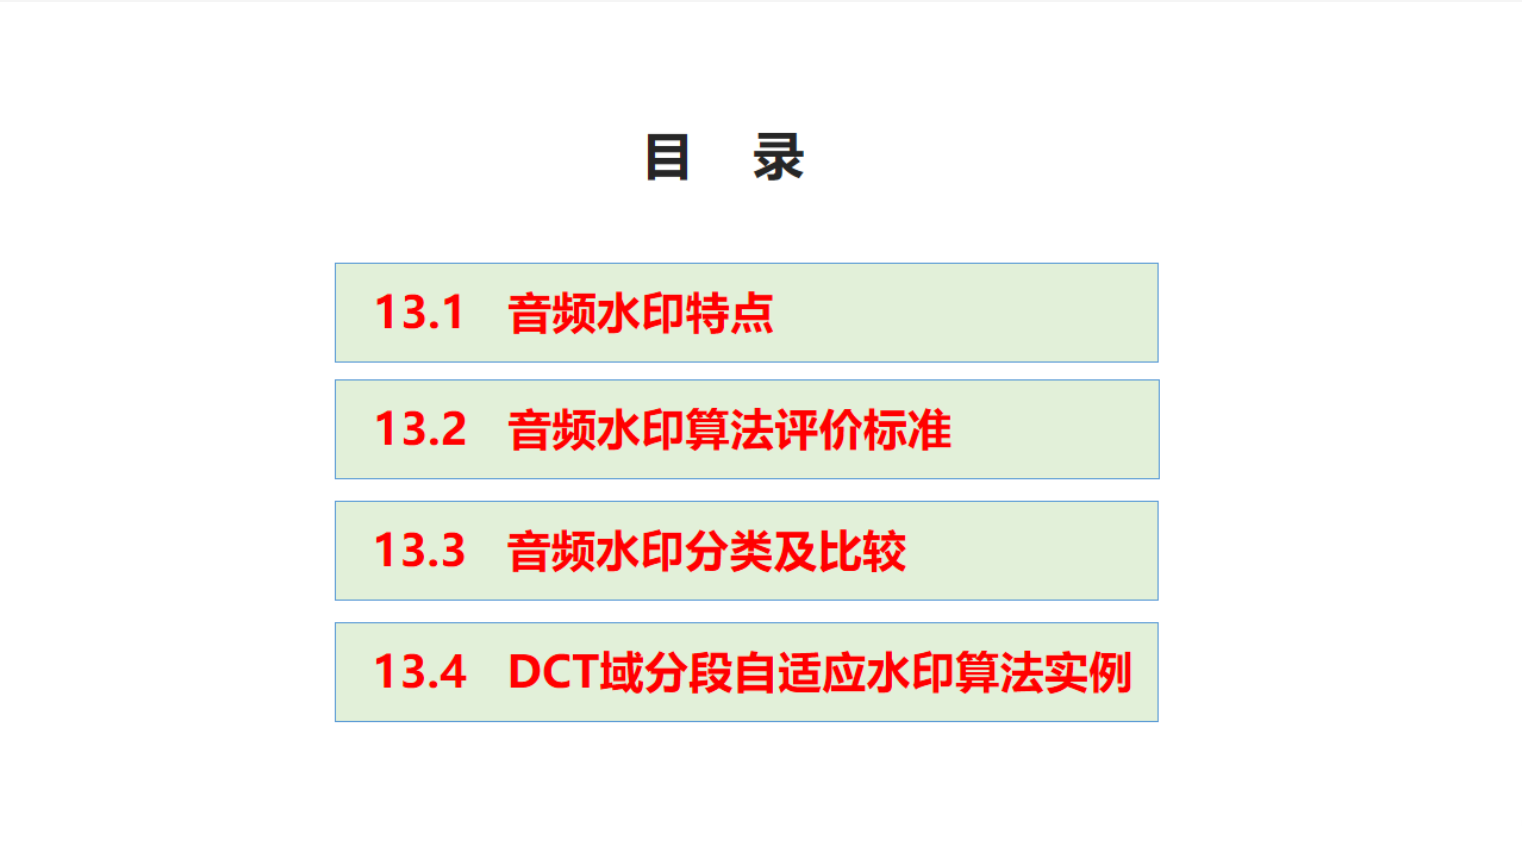 目 录
13.1 音频水印特点
13.2 音频水印算法评价标准
13.3 音频水印分类及比较
13.4 DCT域分段自适应水印算法实例